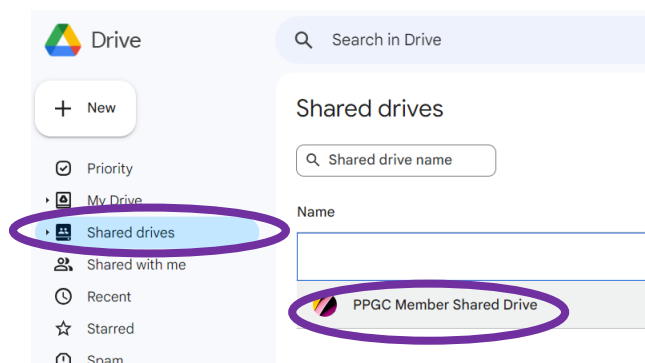 Drive
Search in Drive
New
Priority
My Drive
Shared drives
Shared with me
Recent
Starred
Spam
Shared drives
Shared drive name
Name
PPGC Member Shared Drive